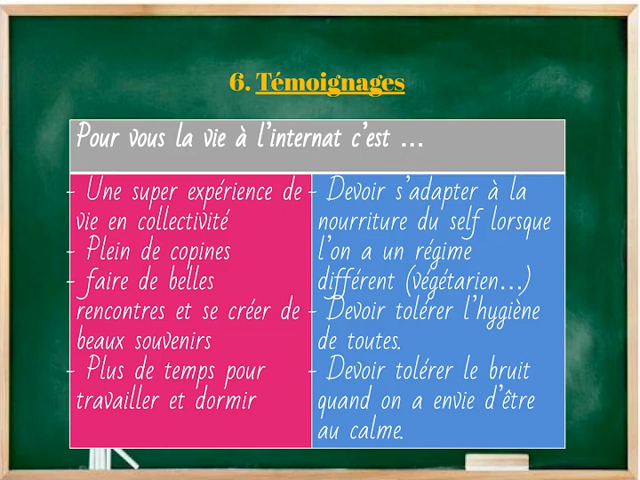 6. Témoignages
Pour vous la vie à l'internat c'est ...
- Une super expérience de
vie en collectivité
- Plein de copines
- faire de belles
rencontres et se créer de
beaux souvenirs
- Plus de temps pour
travailler et dormir
- Devoir s'adapter à la
nourriture du self lorsque
l'on a un régime
différent (végétarien...)
- Devoir tolérer l'hygiène
de toutes.
- Devoir tolérer le bruit
quand on a envie d'être
au calme.